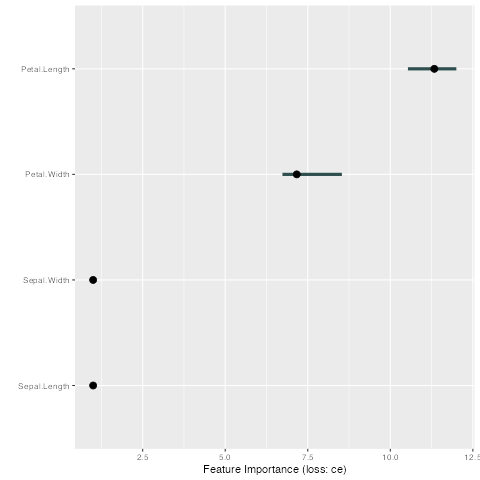 Petal.Length
Petal.Width
Sepal.Width
Sepal.Length
2.5 5.0 7.5 10.0 12.5
Feature Importance (loss: ce)